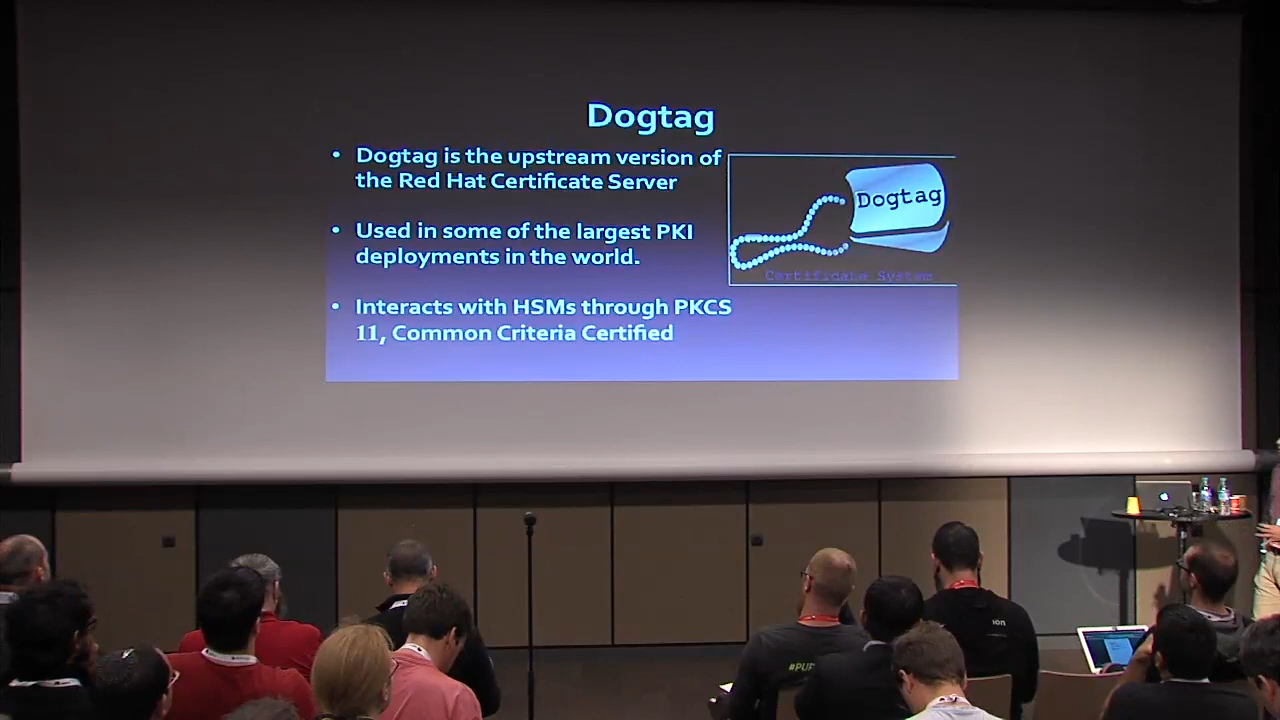 Dogtag
• Dogtag is the upstream version of
the Red Hat Certificate Server
• Used in some of the largest PKI
deployments in the world.
• Interacts with HSMs through PKCS
11, Common Criteria Certified
Dogtag
Certificate System
ion